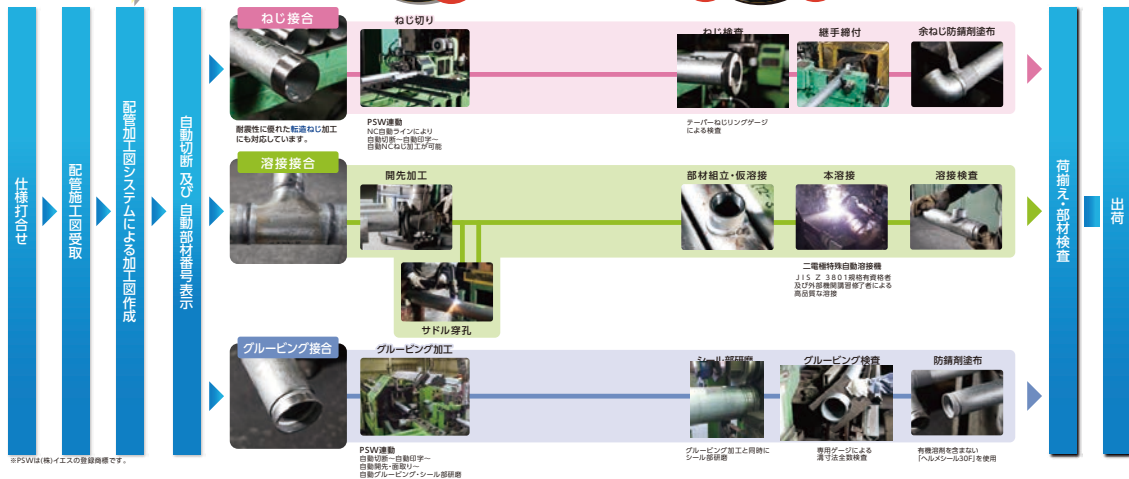 仕様打合せ
配管施工図受取
配管加工図システムによる加工図作成
自動切断 及び 自動部材番号表示
ねじ接合
耐震性に優れた転造ねじ加工
にも対応しています。
ねじ切り
PSW連動
NC自動ラインにより
自動切断~自動印字~
自動NCねじ加工が可能
ねじ検査
テーパーねじリングゲージ
による検査
継手締付
余ねじ防錆剤塗布
溶接接合
開先加工
サドル穿孔
部材組立・仮溶接
本溶接
二電極特殊自動溶接機
JIS Z 3801規格有資格者
及び外部機関講習修了者による
高品質な溶接
溶接検査
グルービング接合
グルービング加工
PSW連動
自動切断~自動印字~
自動開先・面取り~
自動グルービング・シール部研磨
シール部研磨
グルービング加工と同時に
シール部研磨
グルービング検査
専用ゲージによる
溝寸法全数検査
防錆剤塗布
有機溶剤を含まない
「ヘルメシール30F」を使用
荷揃え・部材検査
出荷
※PSWは(株)イエスの登録商標です。